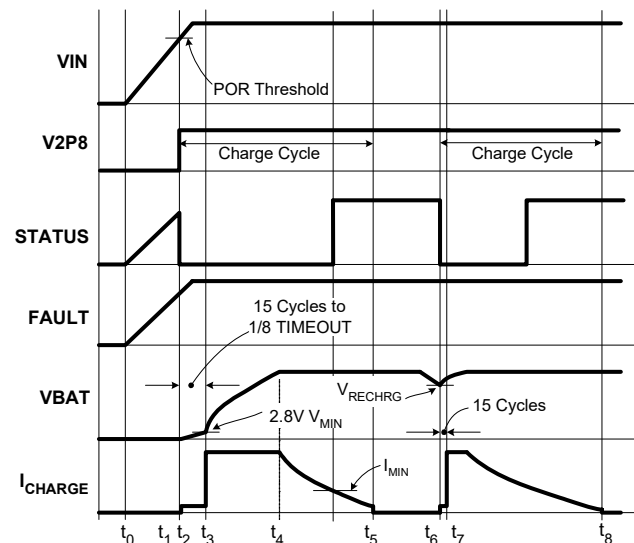 VIN
POR Threshold
V2P8
Charge Cycle
Charge Cycle
STATUS
FAULT
15 Cycles to
1/8 TIMEOUT
VBAT
VRECHRG
2.8V VMIN
15 Cycles
ICHARGE
IMIN
t0 t1 t2 t3 t4 t5 t6 t7 t8